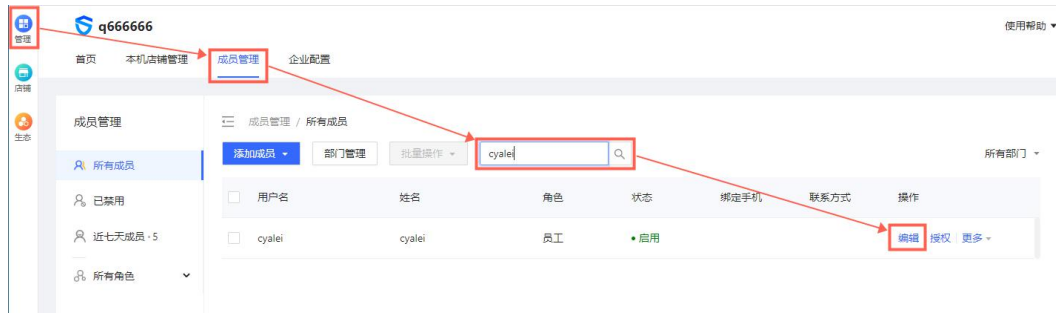 q666666
使用帮助
管理
首页 本机店铺管理 成员管理 企业配置
店铺
生态
成员管理
成员管理 / 所有成员
添加成员 部门管理 批量操作 cyalei 所有部门
所有成员
用户名 姓名 角色 状态 绑定手机 联系方式 操作
已禁用
近七天成员·5
cyalei cyalei 员工 •启用 编辑 授权 更多
所有角色